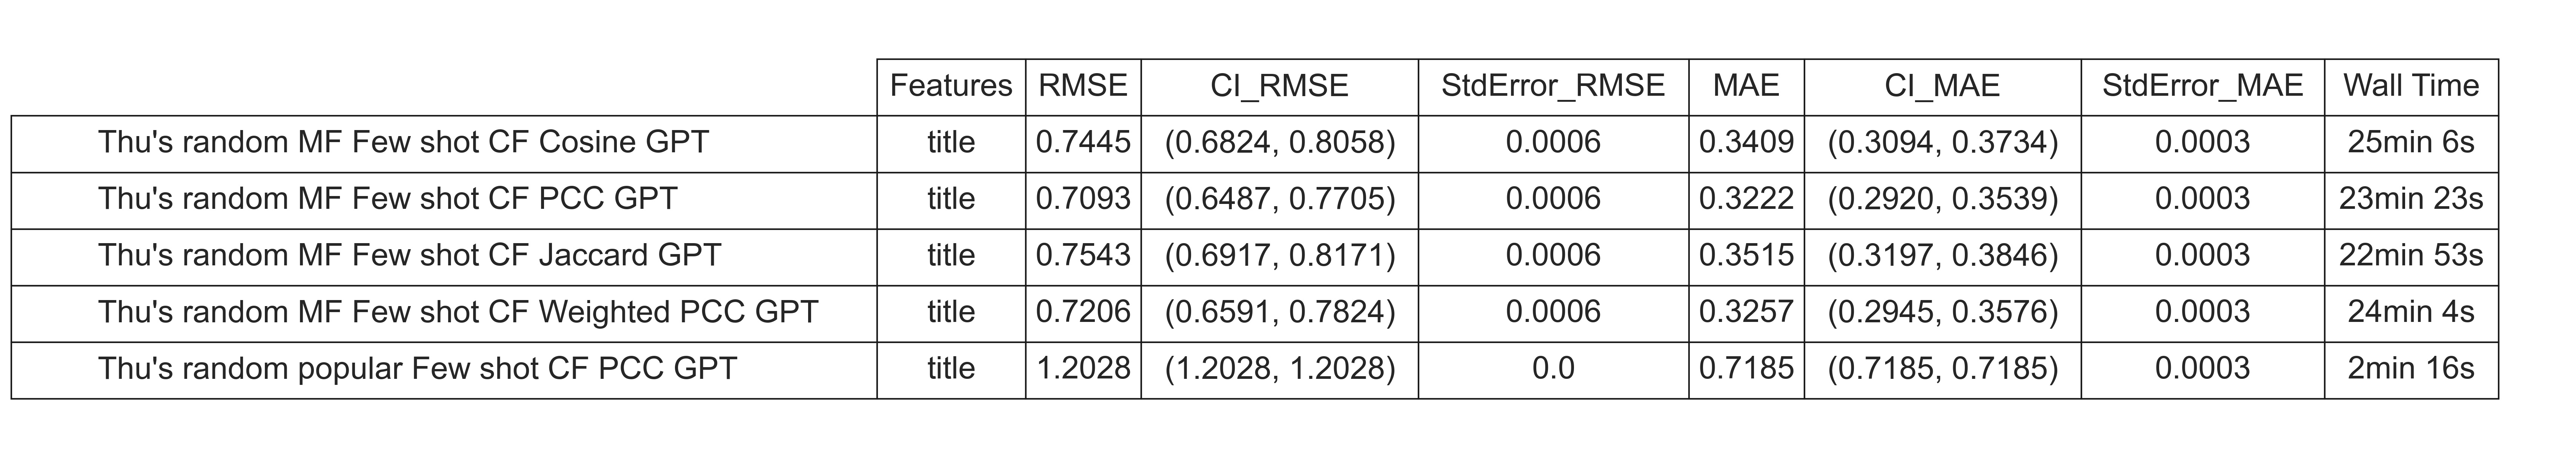 Features RMSE CI_RMSE StdError_RMSE MAE CI_MAE StdError_MAE Wall Time
Thu's random MF Few shot CF Cosine GPT title 0.7445 (0.6824, 0.8058) 0.0006 0.3409 (0.3094, 0.3734) 0.0003 25min 6s
Thu's random MF Few shot CF PCC GPT title 0.7093 (0.6487, 0.7705) 0.0006 0.3222 (0.2920, 0.3539) 0.0003 23min 23s
Thu's random MF Few shot CF Jaccard GPT title 0.7543 (0.6917, 0.8171) 0.0006 0.3515 (0.3197, 0.3846) 0.0003 22min 53s
Thu's random MF Few shot CF Weighted PCC GPT title 0.7206 (0.6591, 0.7824) 0.0006 0.3257 (0.2945, 0.3576) 0.0003 24min 4s
Thu's random popular Few shot CF PCC GPT title 1.2028 (1.2028, 1.2028) 0.0 0.7185 (0.7185, 0.7185) 0.0003 2min 16s